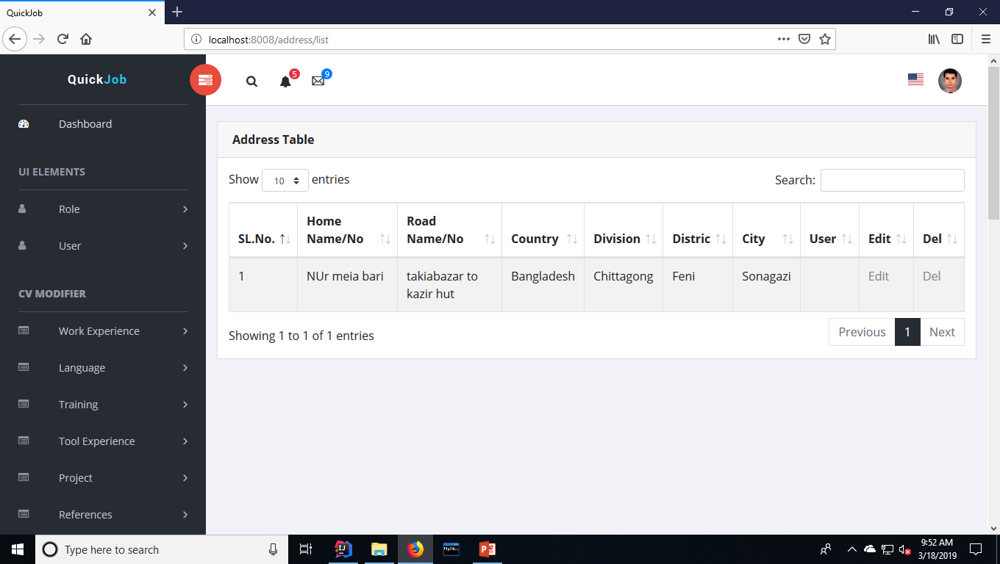 QuickJob
localhost:8008/address/list
QuickJob
5
9
Dashboard
UI ELEMENTS
Role
User
CV MODIFIER
Work Experience
Language
Training
Tool Experience
Project
References
Address Table
Show 10 entries
Search:
SL.No. Home Name/No Road Name/No Country Division Distric City User Edit Del
1 NUr meia bari takiabazar to kazir hut Bangladesh Chittagong Feni Sonagazi Edit Del
Showing 1 to 1 of 1 entries
Previous 1 Next
Type here to search
IJ
MySQL
P
9:52 AM
3/18/2019